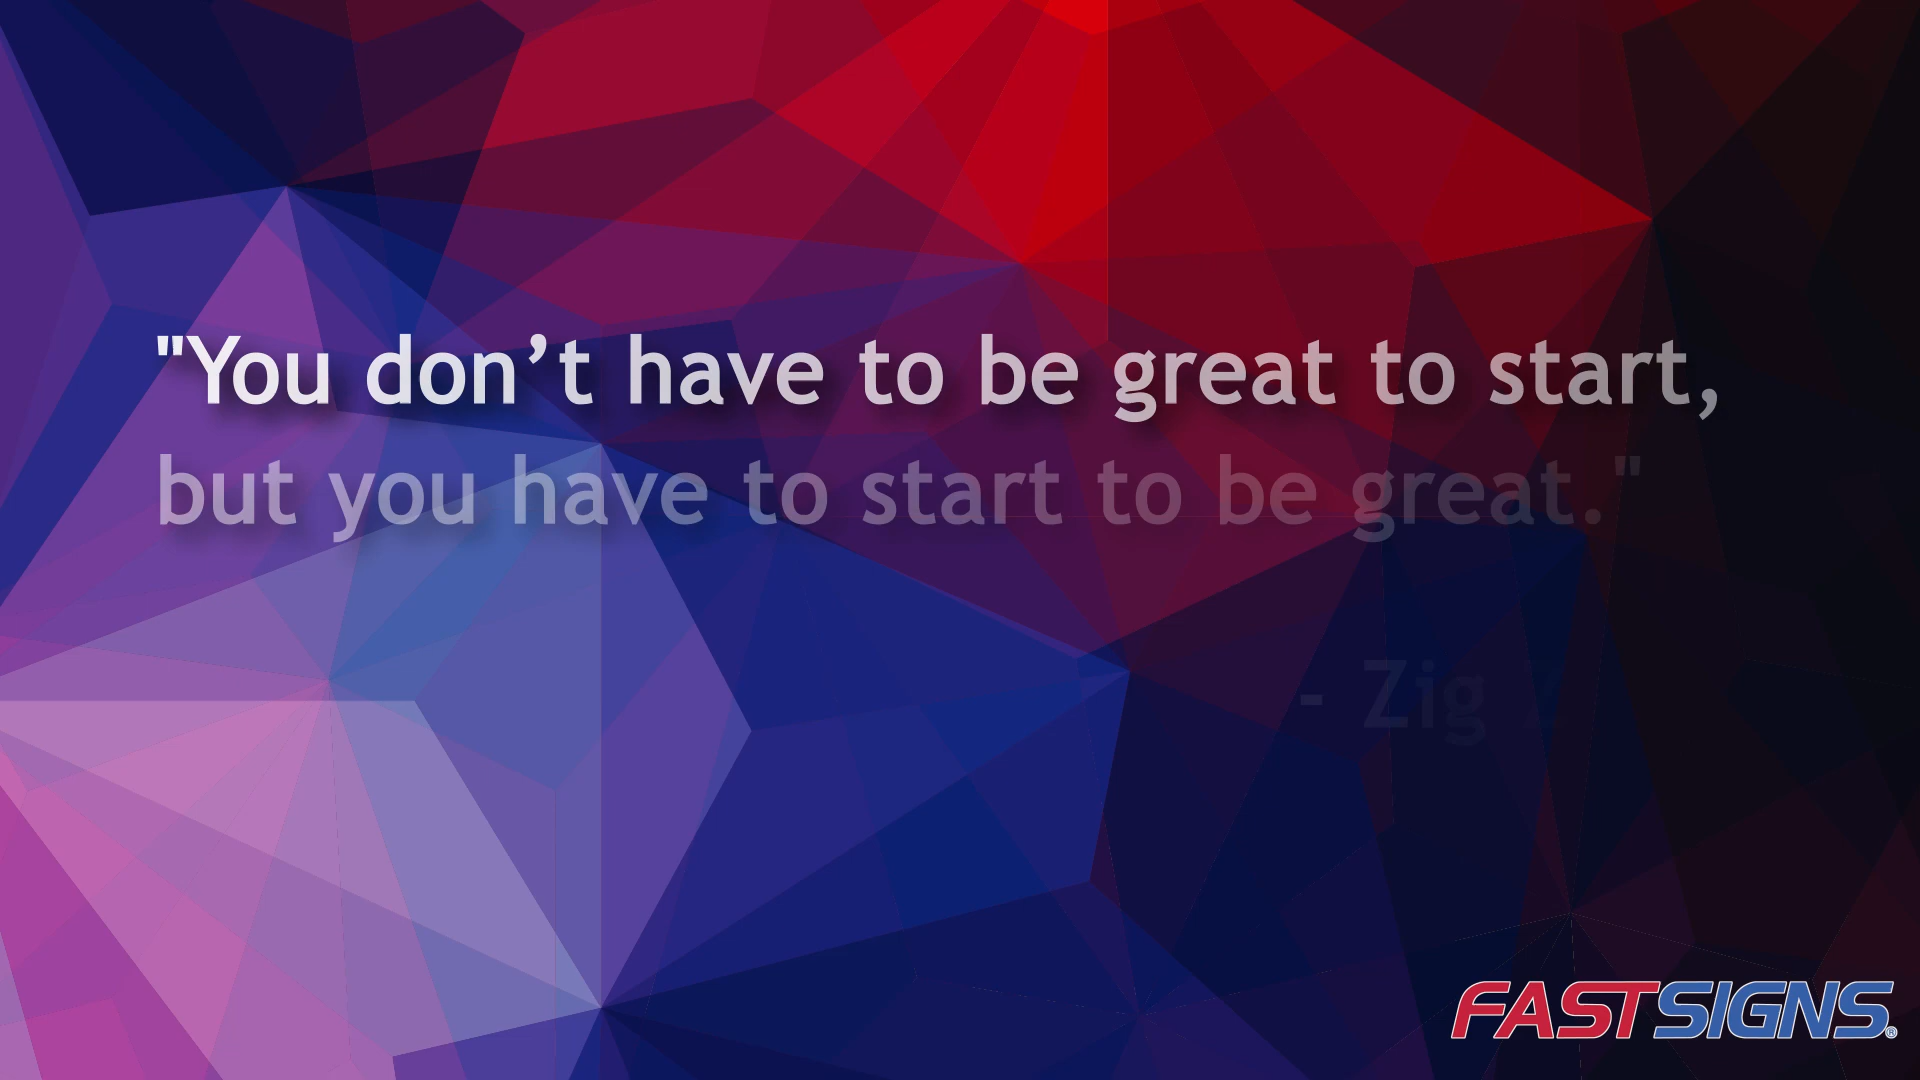 "You don’t have to be great to start,
but you have to start to be great."
- Zig
FASTSIGNS®